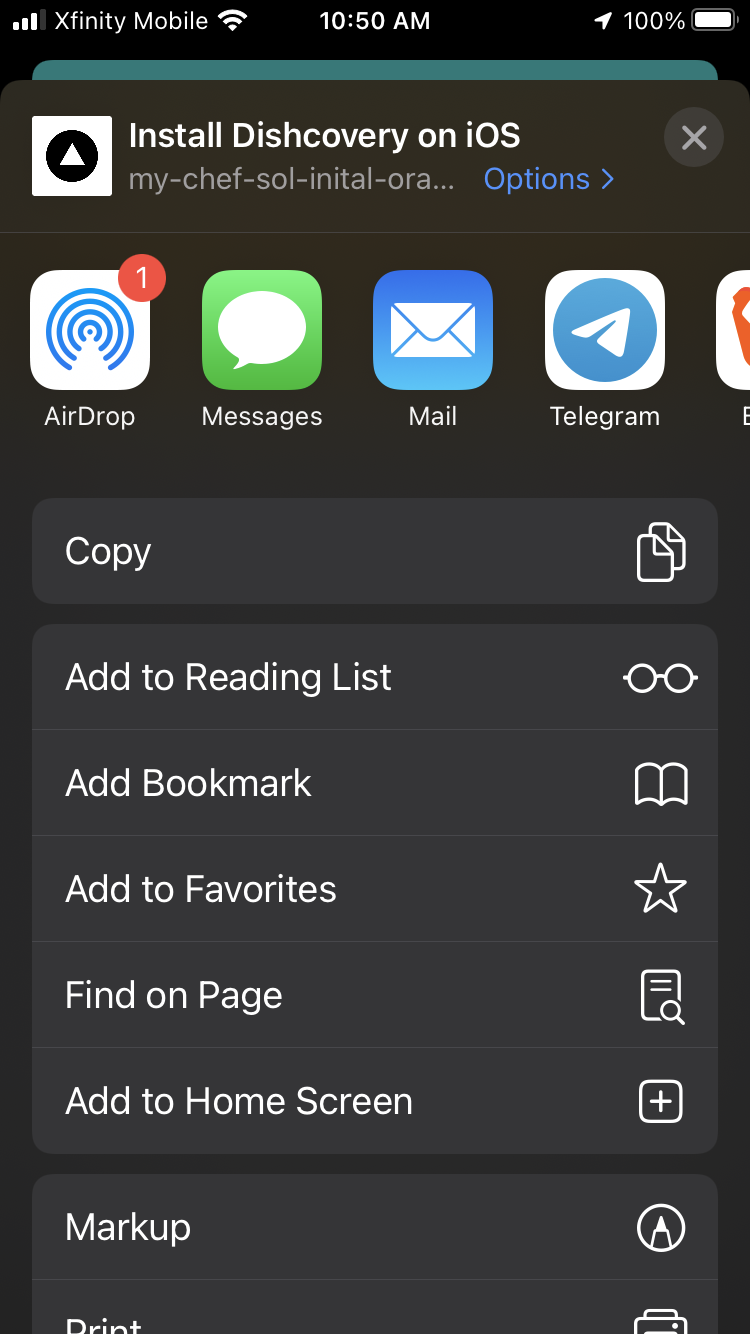 Xfinity Mobile 10:50 AM 100%
Install Dishcovery on iOS
my-chef-sol-inital-ora... Options
1
AirDrop Messages Mail Telegram
Copy
Add to Reading List
Add Bookmark
Add to Favorites
Find on Page
Add to Home Screen
Markup
Print